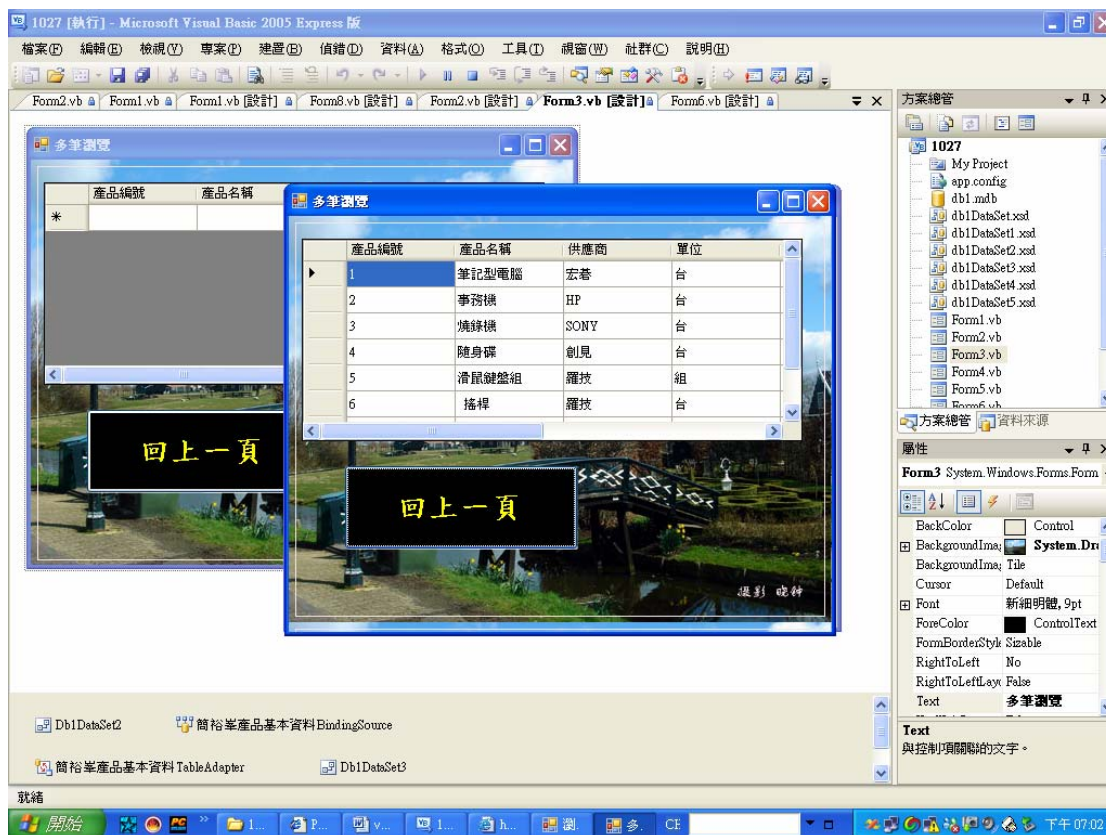 1027 [執行] - Microsoft Visual Basic 2005 Express 版
檔案(F) 編輯(E) 檢視(V) 專案(P) 建置(B) 偵錯(D) 資料(A) 格式(O) 工具(T) 視窗(W) 社群(C) 說明(H)
Form2.vb Form1.vb Form1.vb [設計] Form8.vb [設計] Form2.vb [設計] Form3.vb [設計] Form6.vb [設計]
多筆瀏覽
產品編號 產品名稱
回上一頁
多筆瀏覽
產品編號 產品名稱 供應商 單位
1 筆記型電腦 宏碁 台
2 事務機 HP 台
3 燒錄機 SONY 台
4 隨身碟 創見 台
5 滑鼠鍵盤組 羅技 組
6 搖桿 羅技 台
回上一頁
攝影 晚鐘
Db1DataSet2 簡裕峯產品基本資料BindingSource
簡裕峯產品基本資料TableAdapter Db1DataSet3
方案總管
1027
My Project
app.config
db1.mdb
db1DataSet.xsd
db1DataSet1.xsd
db1DataSet2.xsd
db1DataSet3.xsd
db1DataSet4.xsd
db1DataSet5.xsd
Form1.vb
Form2.vb
Form3.vb
Form4.vb
Form5.vb
Form6.vb
方案總管 資料來源
屬性
Form3 System.Windows.Forms.Form
BackColor Control
BackgroundIma System.Dr
BackgroundIma Tile
Cursor Default
Font 新細明體, 9pt
ForeColor ControlText
FormBorderStyle Sizable
RightToLeft No
RightToLeftLay False
Text 多筆瀏覽
Text
與控制項關聯的文字。
就緒
開始 1... P... v... 1... h... 瀏. 多. CH 下午 07:02